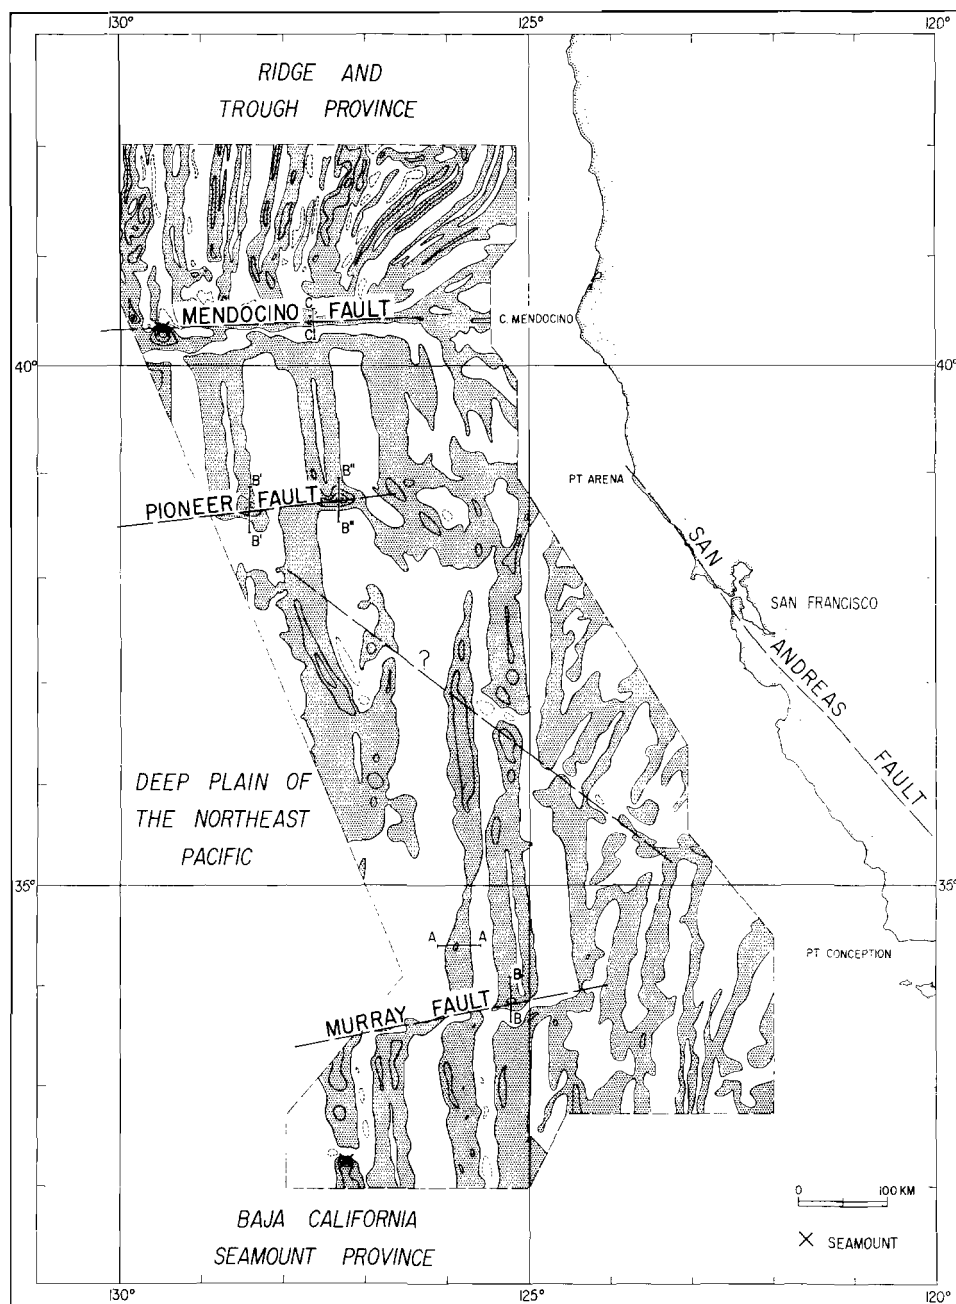 130° 125° 120°
RIDGE AND
TROUGH PROVINCE
MENDOCINO FAULT
C
C
C. MENDOCINO
40° 40°
B' B"
PT ARENA
PIONEER FAULT
B' B"
SAN ANDREAS FAULT
SAN FRANCISCO
?
DEEP PLAIN OF
THE NORTHEAST
PACIFIC
35° 35°
A A
PT CONCEPTION
B
MURRAY FAULT
B
0 100 KM
SEAMOUNT
BAJA CALIFORNIA
SEAMOUNT PROVINCE
130° 125° 120°